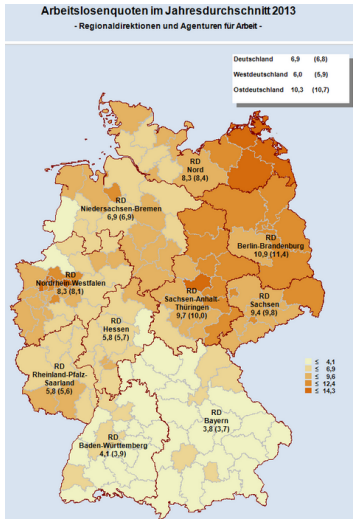 Arbeitslosenquoten im Jahresdurchschnitt 2013
- Regionaldirektionen und Agenturen für Arbeit -
Deutschland 6,9 (6,8)
Westdeutschland 6,0 (5,9)
Ostdeutschland 10,3 (10,7)
RD
Nord
8,3 (8,4)
RD
Niedersachsen-Bremen
6,9 (6,9)
RD
Berlin-Brandenburg
10,9 (11,4)
RD
Nordrhein-Westfalen
8,3 (8,1)
RD
Sachsen-Anhalt-
Thüringen
9,7 (10,0)
RD
Sachsen
9,4 (9,8)
RD
Hessen
5,8 (5,7)
RD
Rheinland-Pfalz-
Saarland
5,8 (5,6)
RD
Bayern
3,8 (3,7)
RD
Baden-Württemberg
4,1 (3,9)
≤ 4,1
≤ 6,9
≤ 9,6
≤ 12,4
≤ 14,3